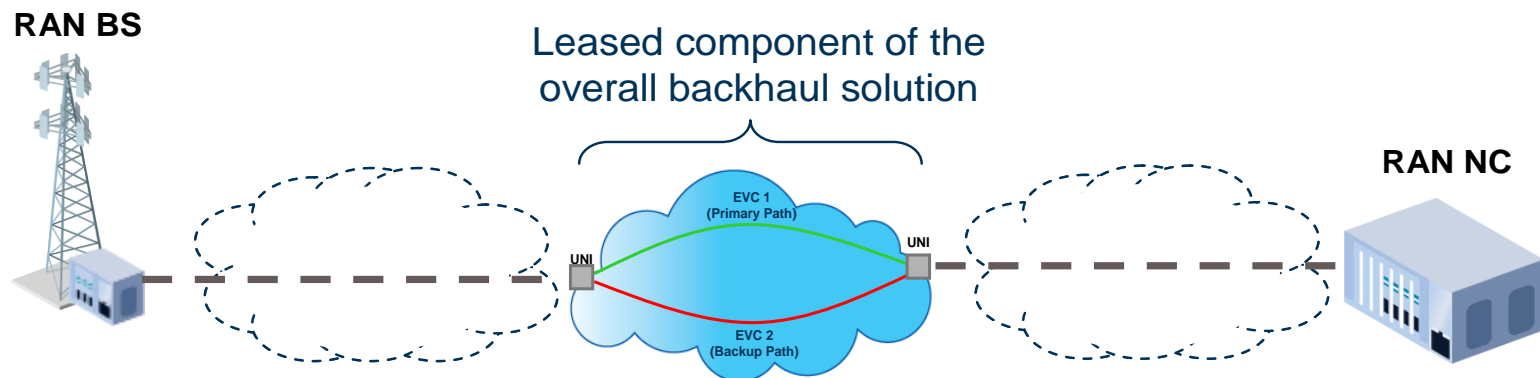 RAN BS
Leased component of the
overall backhaul solution
RAN NC
EVC 1
(Primary Path)
UNI
UNI
EVC 2
(Backup Path)